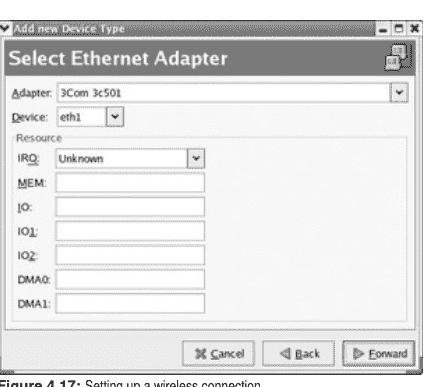 Add new Device Type
Select Ethernet Adapter
Adapter: 3Com 3c501
Device: eth1
Resource
IRQ: Unknown
MEM:
IO:
IO1:
IO2:
DMA0:
DMA1:
Cancel Back Forward
Figure 4.17: Setting up a wireless connection